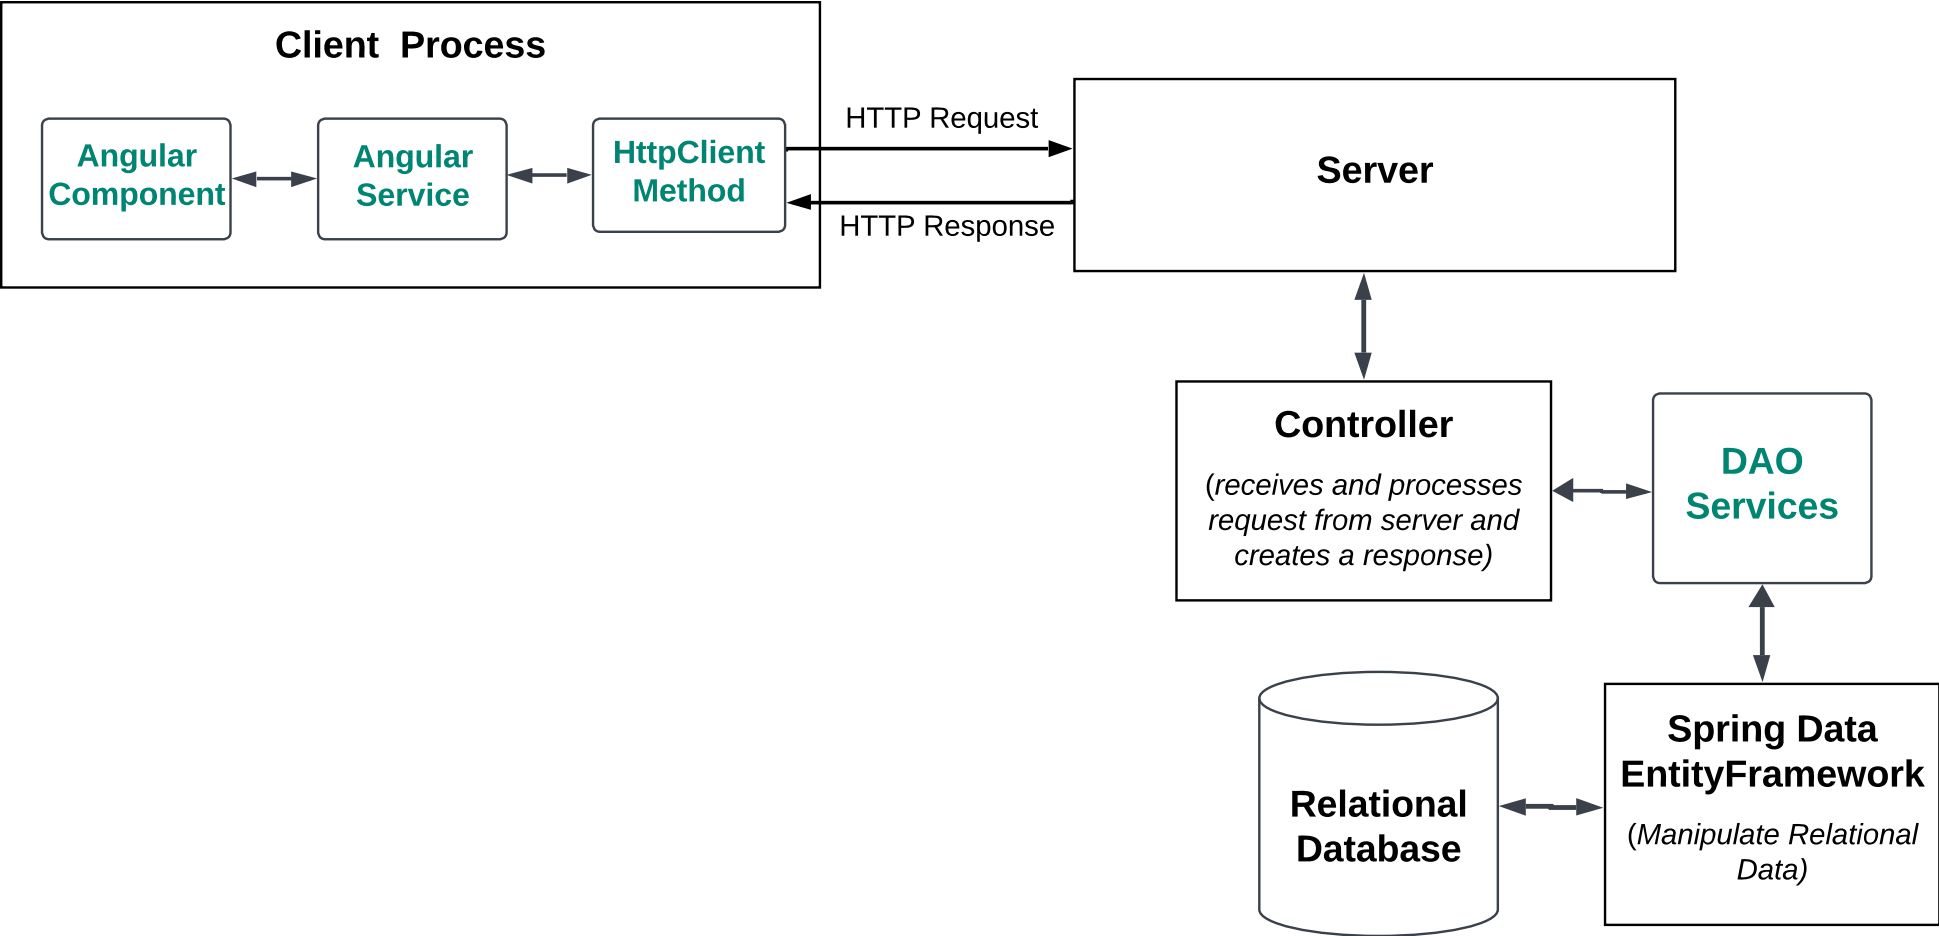 Client  Process
Angular
Component
Angular
Service
HttpClient
Method
HTTP Request
HTTP Response
Server
Controller
(receives and processes
request from server and
creates a response)
DAO
Services
Relational
Database
Spring Data
EntityFramework
(Manipulate Relational
Data)